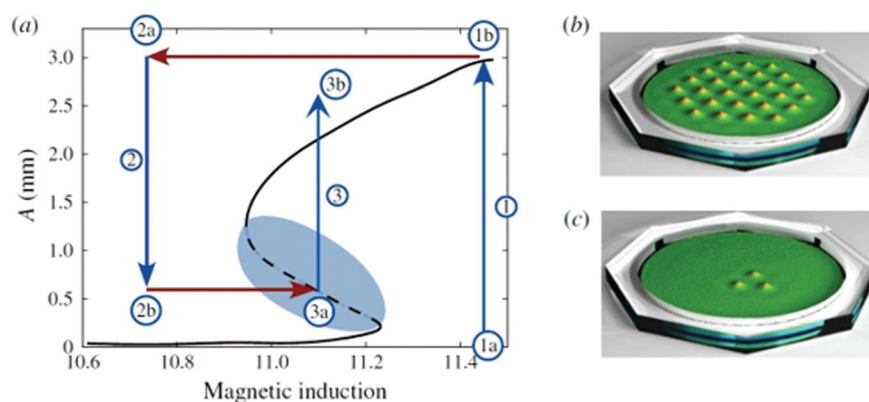 (a)
2a
1b
3.0
2.5
3b
2.0
2
A (mm)
1.5
3
1
1.0
0.5
2b
3a
0
1a
10.6 10.8 11.0 11.2 11.4
Magnetic induction
(b)
(c)